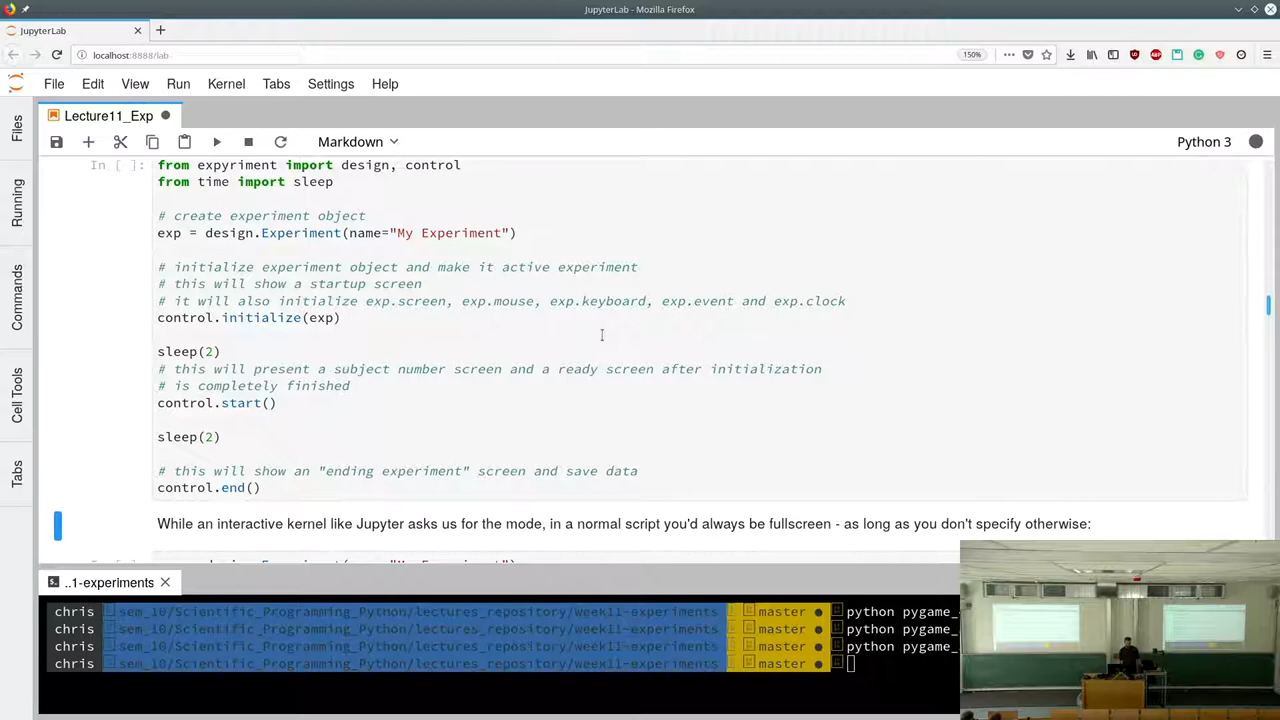 JupyterLab - Mozilla Firefox
JupyterLab
localhost:8888/lab
150%
File Edit View Run Kernel Tabs Settings Help
Lecture11_Exp
Markdown
Python 3
Files
Running
Commands
Cell Tools
Tabs
In [ ]:
from expyriment import design, control
from time import sleep
# create experiment object
exp = design.Experiment(name="My Experiment")
# initialize experiment object and make it active experiment
# this will show a startup screen
# it will also initialize exp.screen, exp.mouse, exp.keyboard, exp.event and exp.clock
control.initialize(exp)
sleep(2)
# this will present a subject number screen and a ready screen after initialization
# is completely finished
control.start()
sleep(2)
# this will show an "ending experiment" screen and save data
control.end()
While an interactive kernel like Jupyter asks us for the mode, in a normal script you'd always be fullscreen - as long as you don't specify otherwise:
..1-experiments
chris sem_10/Scientific_Programming_Python/lectures_repository/week11-experiments master ● python pygame_
chris sem_10/Scientific_Programming_Python/lectures_repository/week11-experiments master ● python pygame_
chris sem_10/Scientific_Programming_Python/lectures_repository/week11-experiments master ● python pygame_
chris sem_10/Scientific_Programming_Python/lectures_repository/week11-experiments master ●